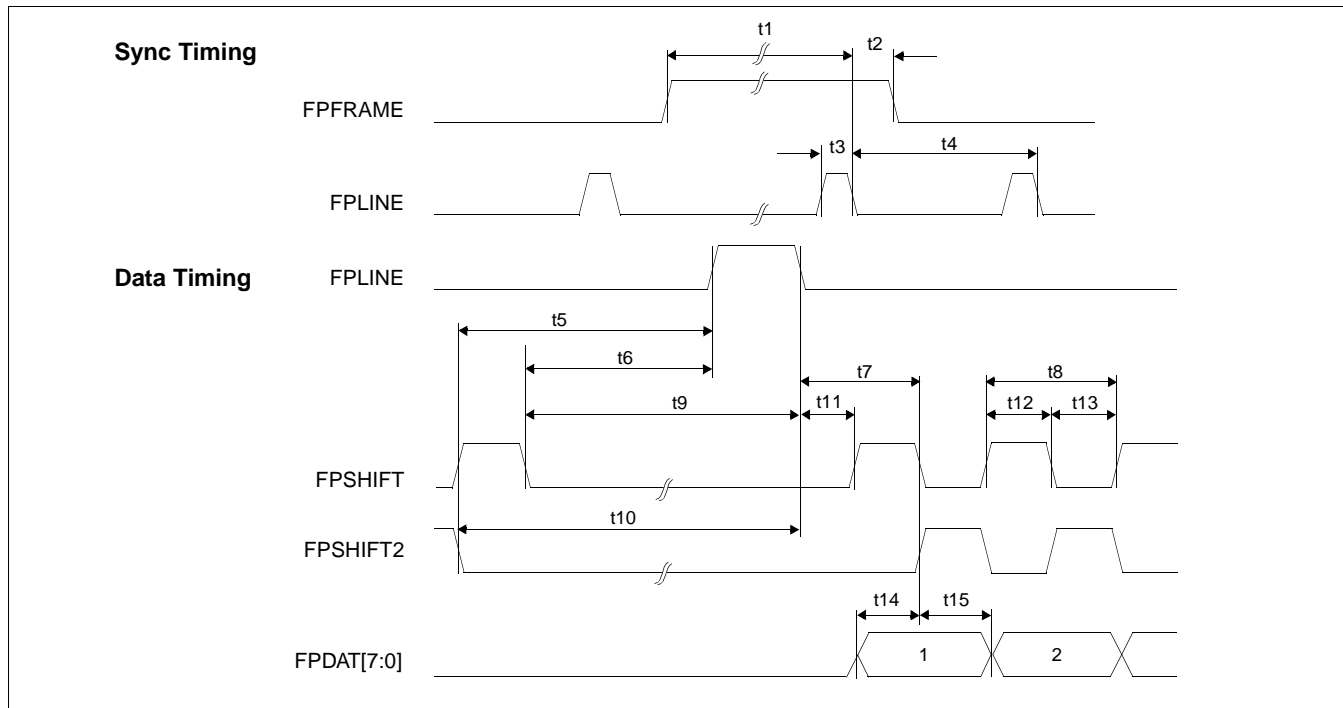 Sync Timing
t1
t2
FPFRAME
t3
t4
FPLINE
Data Timing
FPLINE
t5
t6
t7
t8
t9
t11
t12
t13
FPSHIFT
t10
FPSHIFT2
t14
t15
FPDAT[7:0]
1
2